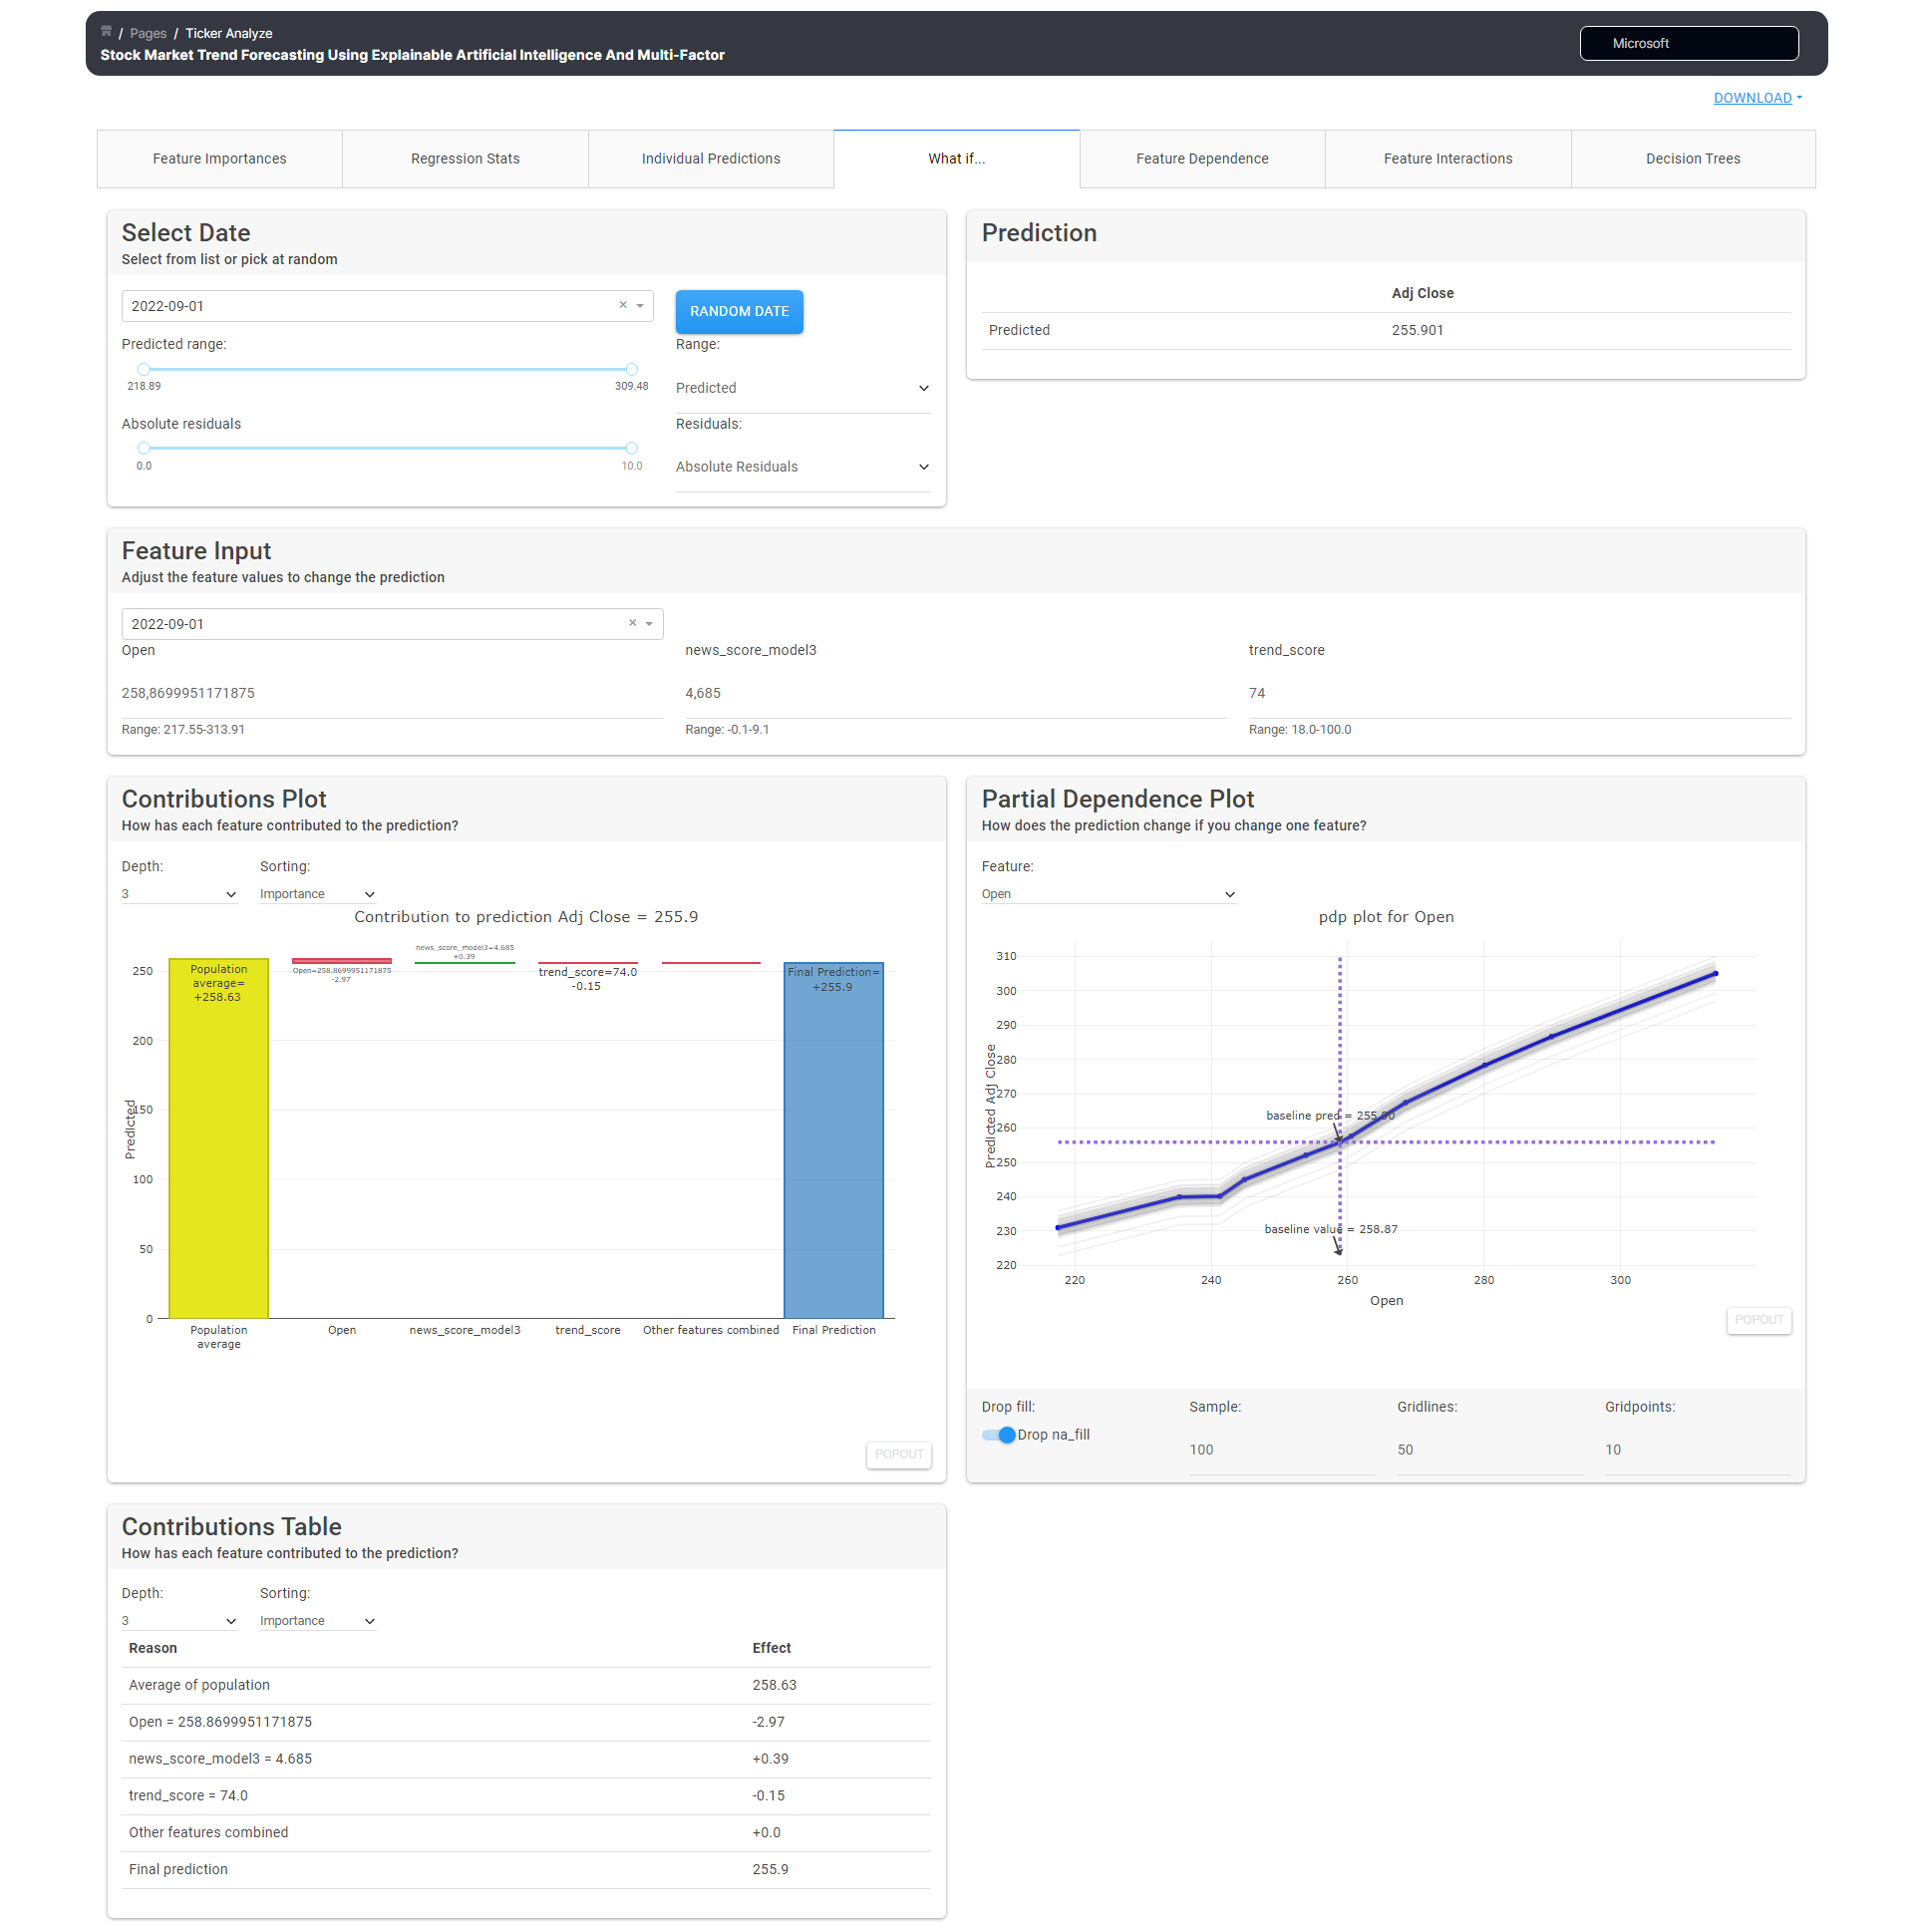 / Pages / Ticker Analyze
Stock Market Trend Forecasting Using Explainable Artificial Intelligence And Multi-Factor
Microsoft
DOWNLOAD
Feature Importances
Regression Stats
Individual Predictions
What if...
Feature Dependence
Feature Interactions
Decision Trees
Select Date
Select from list or pick at random
2022-09-01
×
RANDOM DATE
Predicted range:
218.89
309.48
Range:
Predicted
Absolute residuals
0.0
10.0
Residuals:
Absolute Residuals
Prediction
Adj Close
Predicted 255.901
Feature Input
Adjust the feature values to change the prediction
2022-09-01
×
Open
258,8699951171875
Range: 217.55-313.91
news_score_model3
4,685
Range: -0.1-9.1
trend_score
74
Range: 18.0-100.0
Contributions Plot
How has each feature contributed to the prediction?
Depth:
3
Sorting:
Importance
Contribution to prediction Adj Close = 255.9
Predicted
250
200
150
100
50
0
Population
average=
+258.63
Open=258.8699951171875
-2.97
news_score_model3=4.685
+0.39
trend_score=74.0
-0.15
Final Prediction=
+255.9
Population
average
Open
news_score_model3
trend_score
Other features combined
Final Prediction
POPOUT
Partial Dependence Plot
How does the prediction change if you change one feature?
Feature:
Open
pdp plot for Open
Predicted Adj Close
310
300
290
280
270
260
250
240
230
220
baseline pred = 255.90
baseline value = 258.87
220
240
260
280
300
Open
POPOUT
Drop fill:
Drop na_fill
Sample:
100
Gridlines:
50
Gridpoints:
10
Contributions Table
How has each feature contributed to the prediction?
Depth:
3
Sorting:
Importance
Reason Effect
Average of population 258.63
Open = 258.8699951171875 -2.97
news_score_model3 = 4.685 +0.39
trend_score = 74.0 -0.15
Other features combined +0.0
Final prediction 255.9